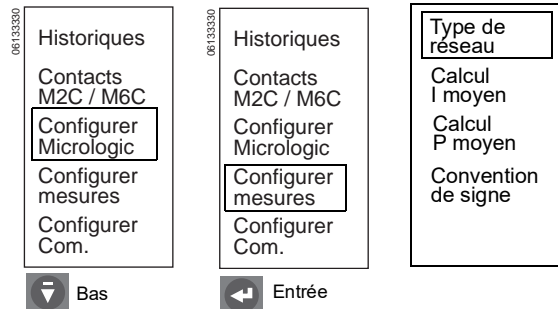 06133330
Historiques
Contacts
M2C / M6C
Configurer
Micrologic
Configurer
mesures
Configurer
Com.
Bas
06133330
Historiques
Contacts
M2C / M6C
Configurer
Micrologic
Configurer
mesures
Configurer
Com.
Entrée
Type de
réseau
Calcul
I moyen
Calcul
P moyen
Convention
de signe